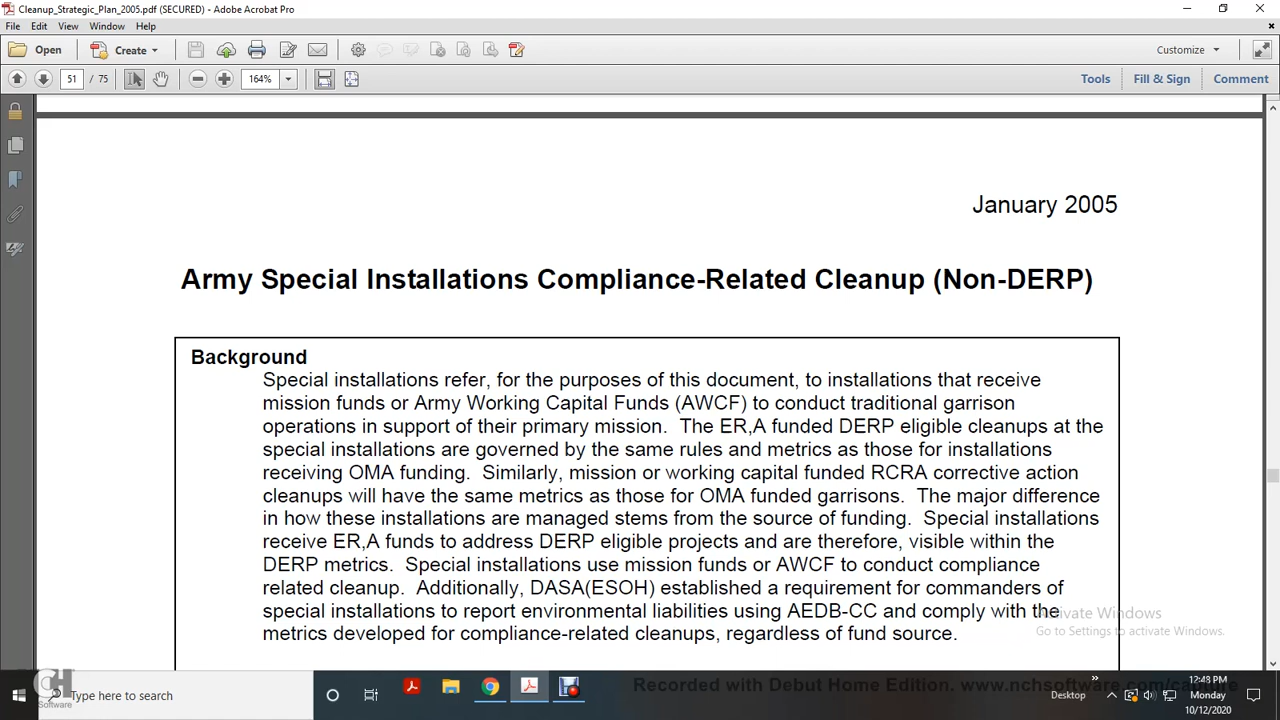 Cleanup_Strategic_Plan_2005.pdf (SECURED) - Adobe Acrobat Pro
File Edit View Window Help
Open Create Customize
51 / 75 164% Tools Fill & Sign Comment
January 2005
Army Special Installations Compliance-Related Cleanup (Non-DERP)
Background
Special installations refer, for the purposes of this document, to installations that receive
mission funds or Army Working Capital Funds (AWCF) to conduct traditional garrison
operations in support of their primary mission. The ER,A funded DERP eligible cleanups at the
special installations are governed by the same rules and metrics as those for installations
receiving OMA funding. Similarly, mission or working capital funded RCRA corrective action
cleanups will have the same metrics as those for OMA funded garrisons. The major difference
in how these installations are managed stems from the source of funding. Special installations
receive ER,A funds to address DERP eligible projects and are therefore, visible within the
DERP metrics. Special installations use mission funds or AWCF to conduct compliance
related cleanup. Additionally, DASA(ESOH) established a requirement for commanders of
special installations to report environmental liabilities using AEDB-CC and comply with the
metrics developed for compliance-related cleanups, regardless of fund source.
Activate Windows
Go to Settings to activate Windows.
Recorded with Debut Home Edition. www.nchsoftware.com/capture
CH
Software
Type here to search
Desktop
12:43 PM
Monday
10/12/2020